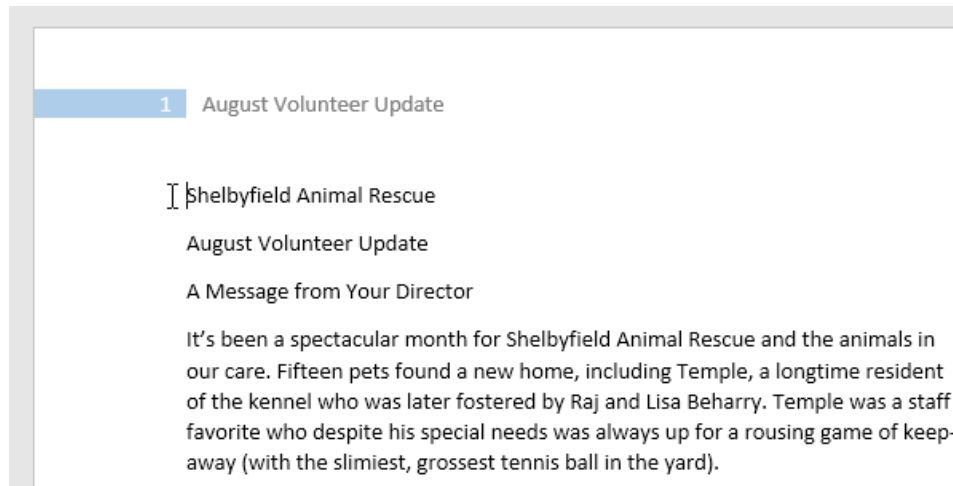 1 August Volunteer Update
Shelbyfield Animal Rescue
August Volunteer Update
A Message from Your Director
It’s been a spectacular month for Shelbyfield Animal Rescue and the animals in
our care. Fifteen pets found a new home, including Temple, a longtime resident
of the kennel who was later fostered by Raj and Lisa Beharry. Temple was a staff
favorite who despite his special needs was always up for a rousing game of keep-
away (with the slimiest, grossest tennis ball in the yard).